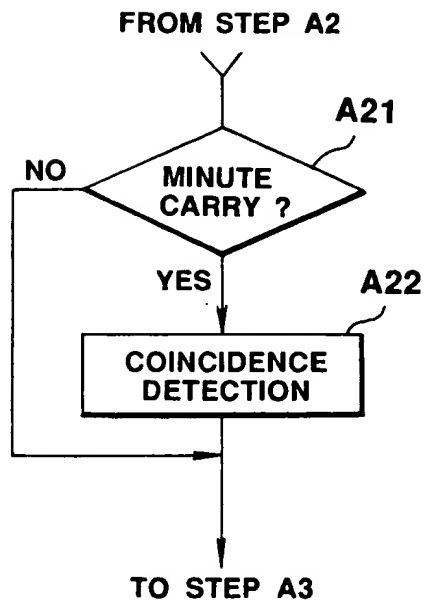 FROM STEP A2
A21
NO
MINUTE
CARRY ?
YES
A22
COINCIDENCE
DETECTION
TO STEP A3